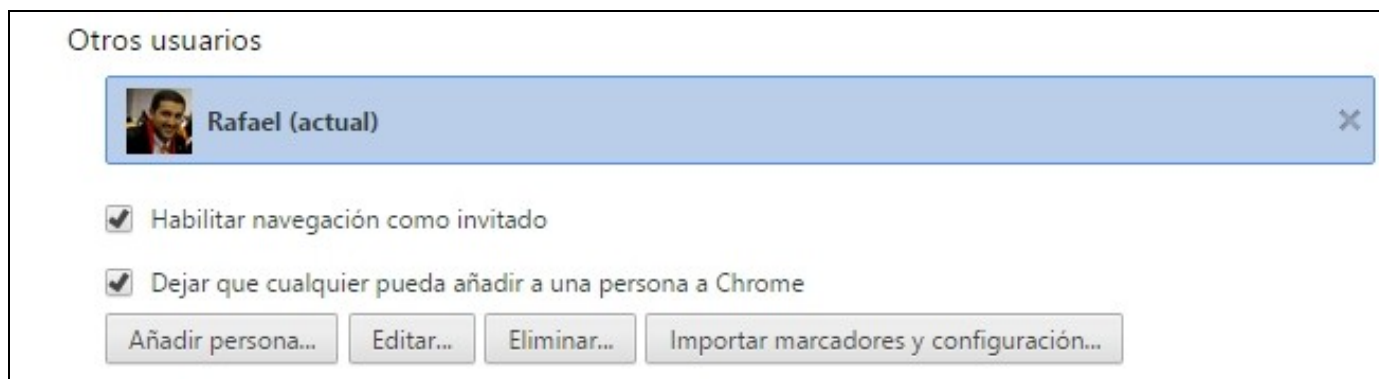 Otros usuarios
Rafael (actual)
Habilitar navegación como invitado
Dejar que cualquier pueda añadir a una persona a Chrome
Añadir persona... Editar... Eliminar... Importar marcadores y configuración...